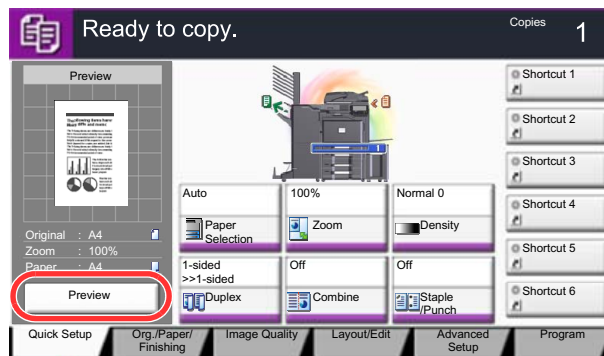 Ready to copy.
Copies 1
Preview
Original : A4
Zoom : 100%
Paper : A4
Preview
1
Auto
Paper
Selection
100%
Zoom
Normal 0
Density
1-sided
>>1-sided
Duplex
Off
Combine
Off
Staple
/Punch
Shortcut 1
Shortcut 2
Shortcut 3
Shortcut 4
Shortcut 5
Shortcut 6
Quick Setup
Org./Paper/
Finishing
Image Quality
Layout/Edit
Advanced
Setup
Program